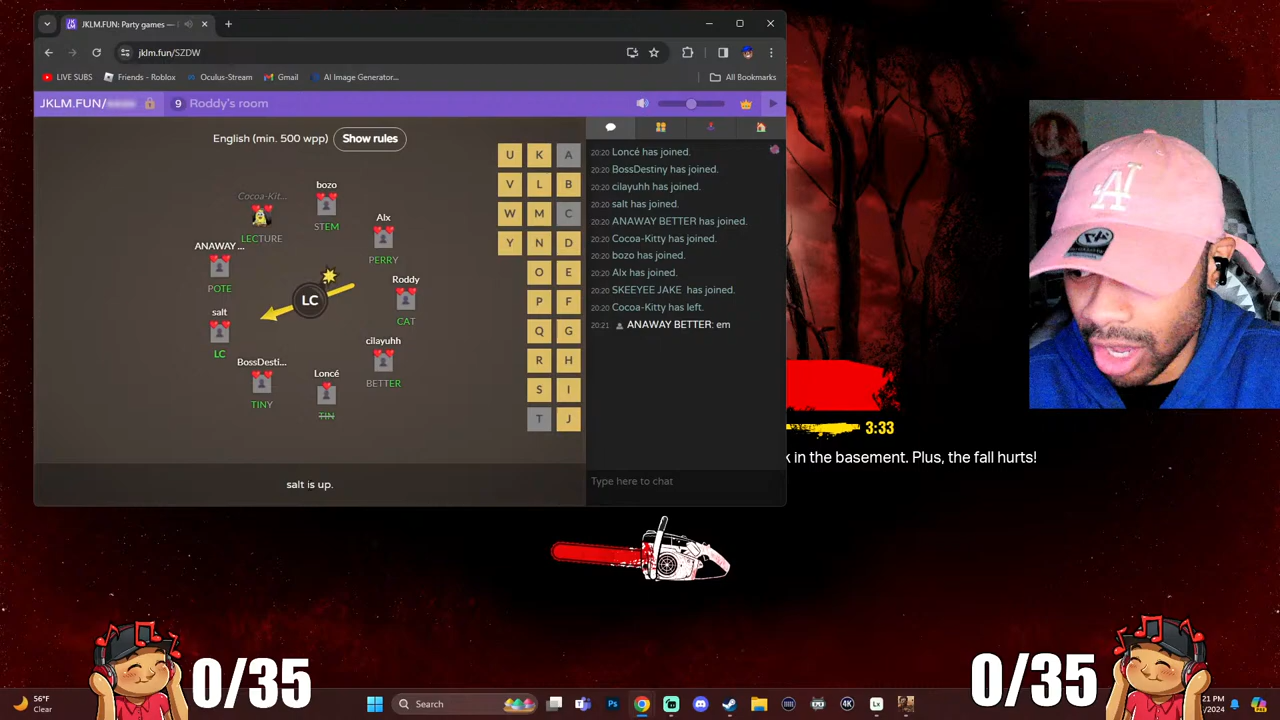 JKLM.FUN: Party games —
jklm.fun/SZDW
LIVE SUBS
Friends - Roblox
Oculus-Stream
Gmail
AI Image Generator...
All Bookmarks
JKLM.FUN/
9 Roddy's room
English (min. 500 wpp)
Show rules
bozo
STEM
Cocoa-Kit...
LECTURE
Alx
PERRY
ANAWAY ...
POTE
Roddy
CAT
LC
salt
LC
cilayuhh
BETTER
BossDesti...
TINY
Loncé
TIN
U K A
V L B
W M C
Y N D
O E
P F
Q G
R H
S I
T J
salt is up.
20:20 Loncé has joined.
20:20 BossDestiny has joined.
20:20 cilayuhh has joined.
20:20 salt has joined.
20:20 ANAWAY BETTER has joined.
20:20 Cocoa-Kitty has joined.
20:20 bozo has joined.
20:20 Alx has joined.
20:20 SKEEYEE JAKE has joined.
20:20 Cocoa-Kitty has left.
20:21 ANAWAY BETTER: em
Type here to chat
3:33
k in the basement. Plus, the fall hurts!
0/35
0/35
56°F
Clear
Search
21 PM
/2024